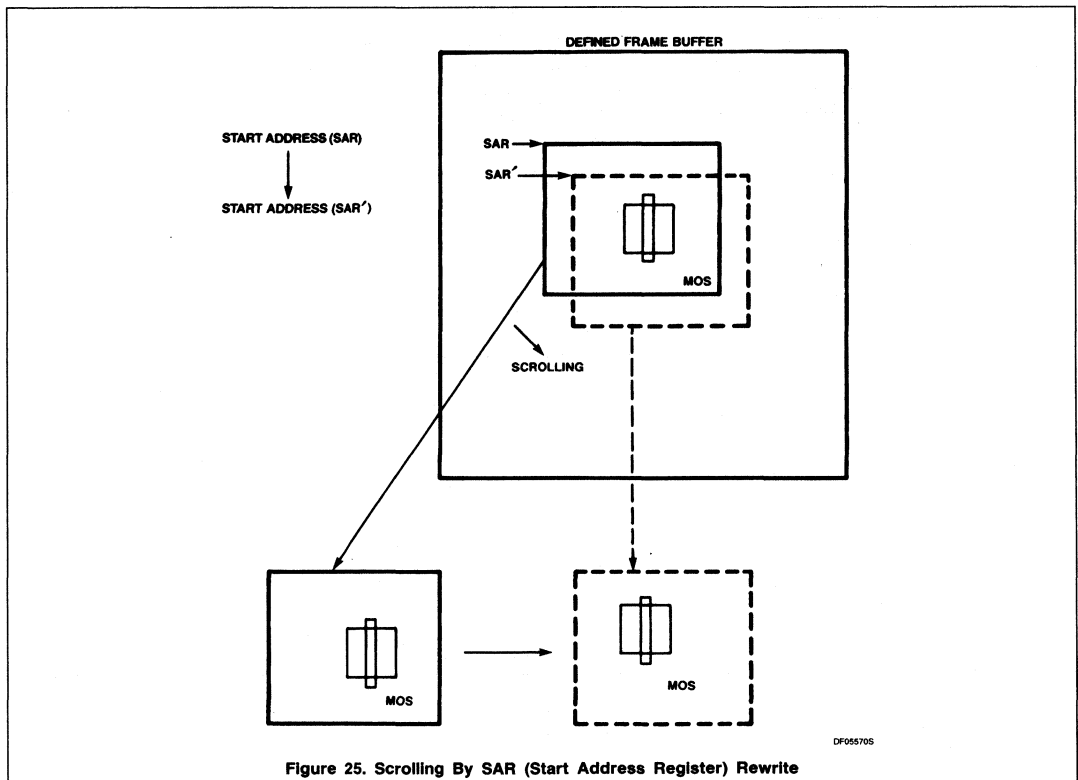 DEFINED FRAME BUFFER
START ADDRESS (SAR)
START ADDRESS (SAR′)
SAR
SAR′
MOS
SCROLLING
MOS
MOS
DF05570S
Figure 25. Scrolling By SAR (Start Address Register) Rewrite